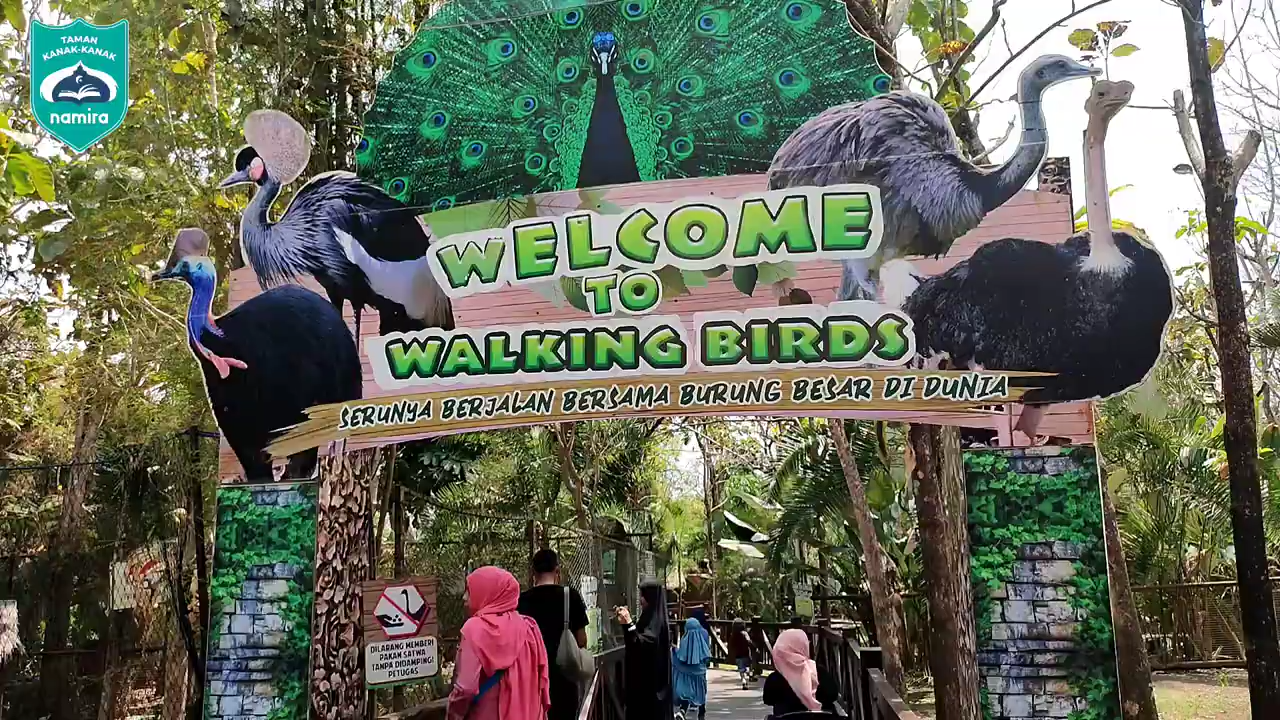 TAMAN
KANAK-KANAK
namira
WELCOME
TO
WALKING BIRDS
SERUNYA BERJALAN BERSAMA BURUNG BESAR DI DUNIA
DILARANG MEMBERI
PAKAN SATWA
TANPA DIDAMPINGI
PETUGAS